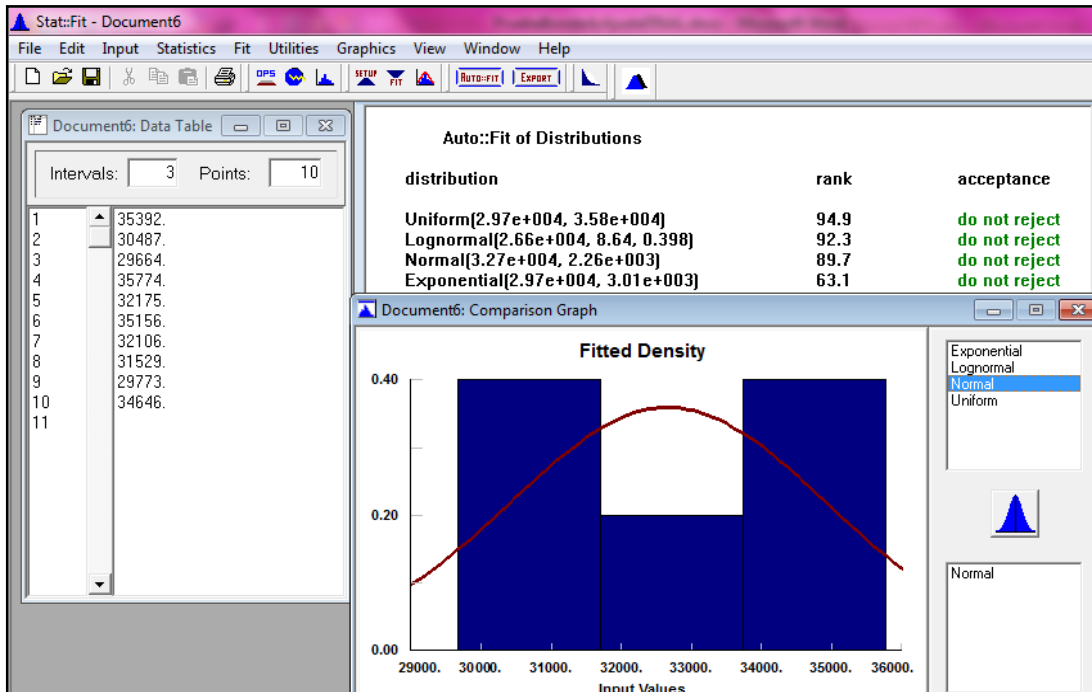 Stat::Fit - Document6
File Edit Input Statistics Fit Utilities Graphics View Window Help
OPS SETUP FIT AUTO::FIT EXPORT
Document6: Data Table
Intervals: 3 Points: 10
1 35392.
2 30487.
3 29664.
4 35774.
5 32175.
6 35156.
7 32106.
8 31529.
9 29773.
10 34646.
11
Auto::Fit of Distributions
distribution rank acceptance
Uniform(2.97e+004, 3.58e+004) 94.9 do not reject
Lognormal(2.66e+004, 8.64, 0.398) 92.3 do not reject
Normal(3.27e+004, 2.26e+003) 89.7 do not reject
Exponential(2.97e+004, 3.01e+003) 63.1 do not reject
Document6: Comparison Graph
Fitted Density
0.40
0.20
0.00
29000. 30000. 31000. 32000. 33000. 34000. 35000. 36000.
Input Values
Exponential
Lognormal
Normal
Uniform
Normal